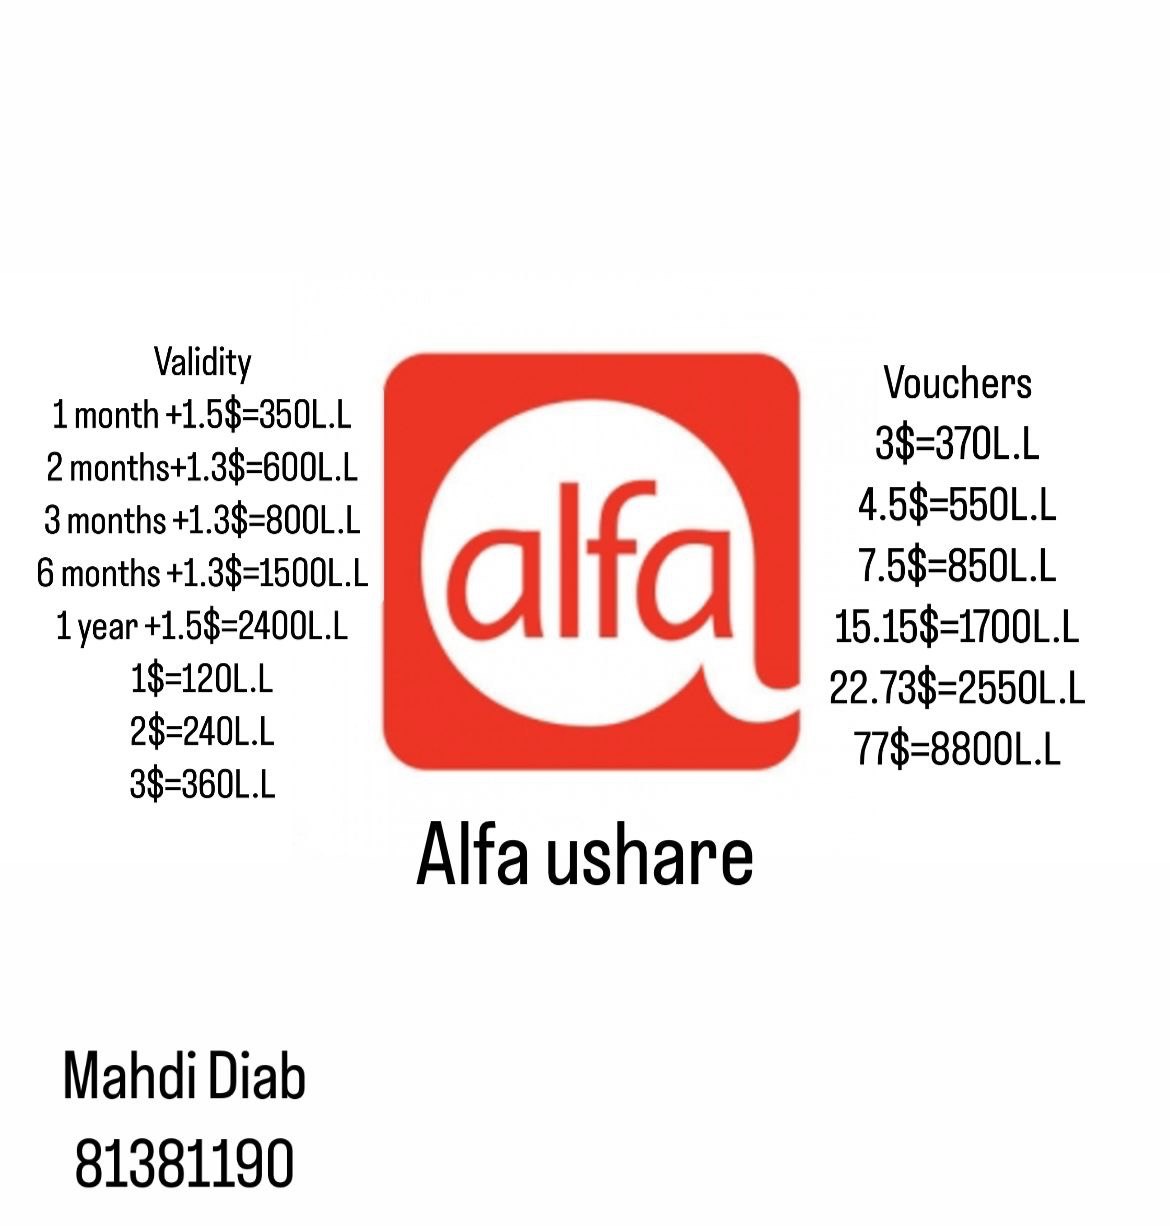 Validity
1 month +1.5$=350L.L
2 months+1.3$=600L.L
3 months +1.3$=800L.L
6 months +1.3$=1500L.L
1 year +1.5$=2400L.L
1$=120L.L
2$=240L.L
3$=360L.L
alfa
Vouchers
3$=370L.L
4.5$=550L.L
7.5$=850L.L
15.15$=1700L.L
22.73$=2550L.L
77$=8800L.L
Alfa ushare
Mahdi Diab
81381190